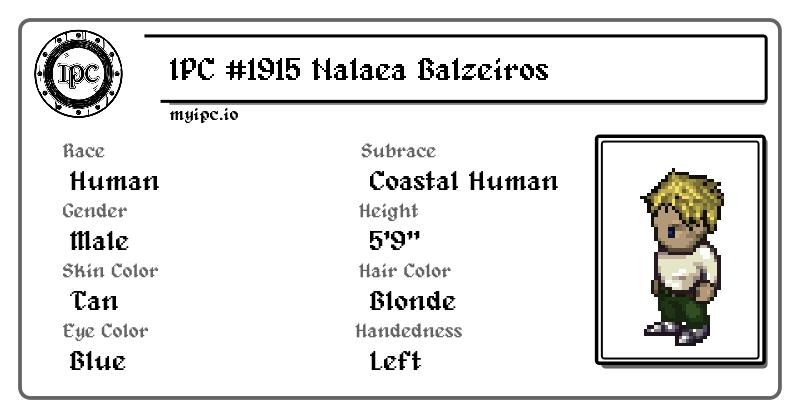 IPC
IPC #1915 Nalaea Balzeiros
myipc.io
Race
Human
Subrace
Coastal Human
Gender
Male
Height
5'9"
Skin Color
Tan
Hair Color
Blonde
Eye Color
Blue
Handedness
Left